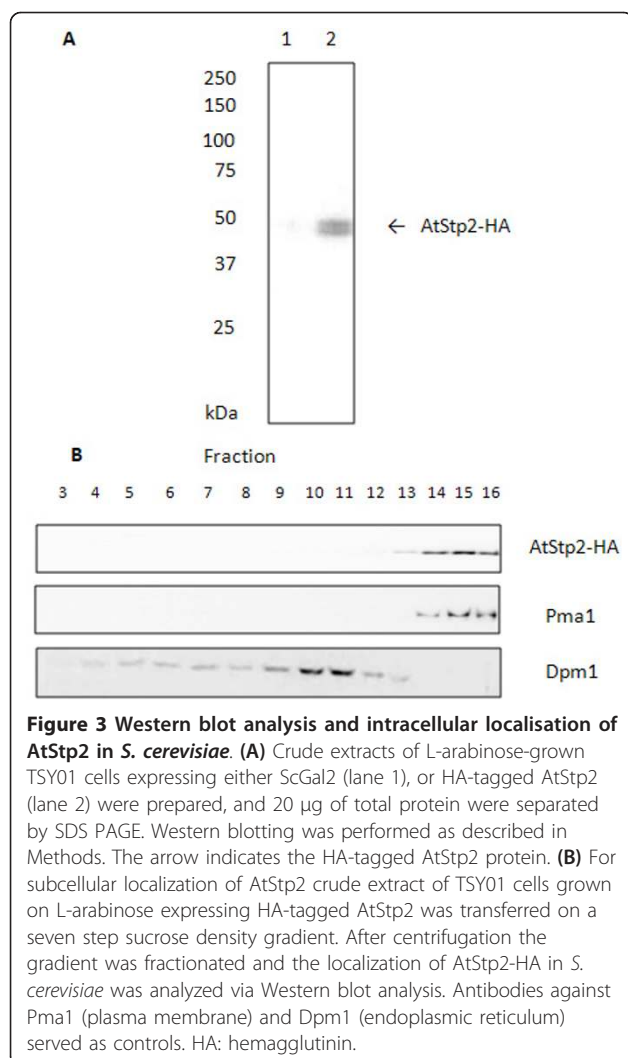 A 1 2
250
150
100
75
50 ← AtStp2-HA
37
25
kDa
B Fraction
3 4 5 6 7 8 9 10 11 12 13 14 15 16
AtStp2-HA
Pma1
Dpm1
Figure 3 Western blot analysis and intracellular localisation of
AtStp2 in S. cerevisiae. (A) Crude extracts of L-arabinose-grown
TSY01 cells expressing either ScGal2 (lane 1), or HA-tagged AtStp2
(lane 2) were prepared, and 20 μg of total protein were separated
by SDS PAGE. Western blotting was performed as described in
Methods. The arrow indicates the HA-tagged AtStp2 protein. (B) For
subcellular localization of AtStp2 crude extract of TSY01 cells grown
on L-arabinose expressing HA-tagged AtStp2 was transferred on a
seven step sucrose density gradient. After centrifugation the
gradient was fractionated and the localization of AtStp2-HA in S.
cerevisiae was analyzed via Western blot analysis. Antibodies against
Pma1 (plasma membrane) and Dpm1 (endoplasmic reticulum)
served as controls. HA: hemagglutinin.